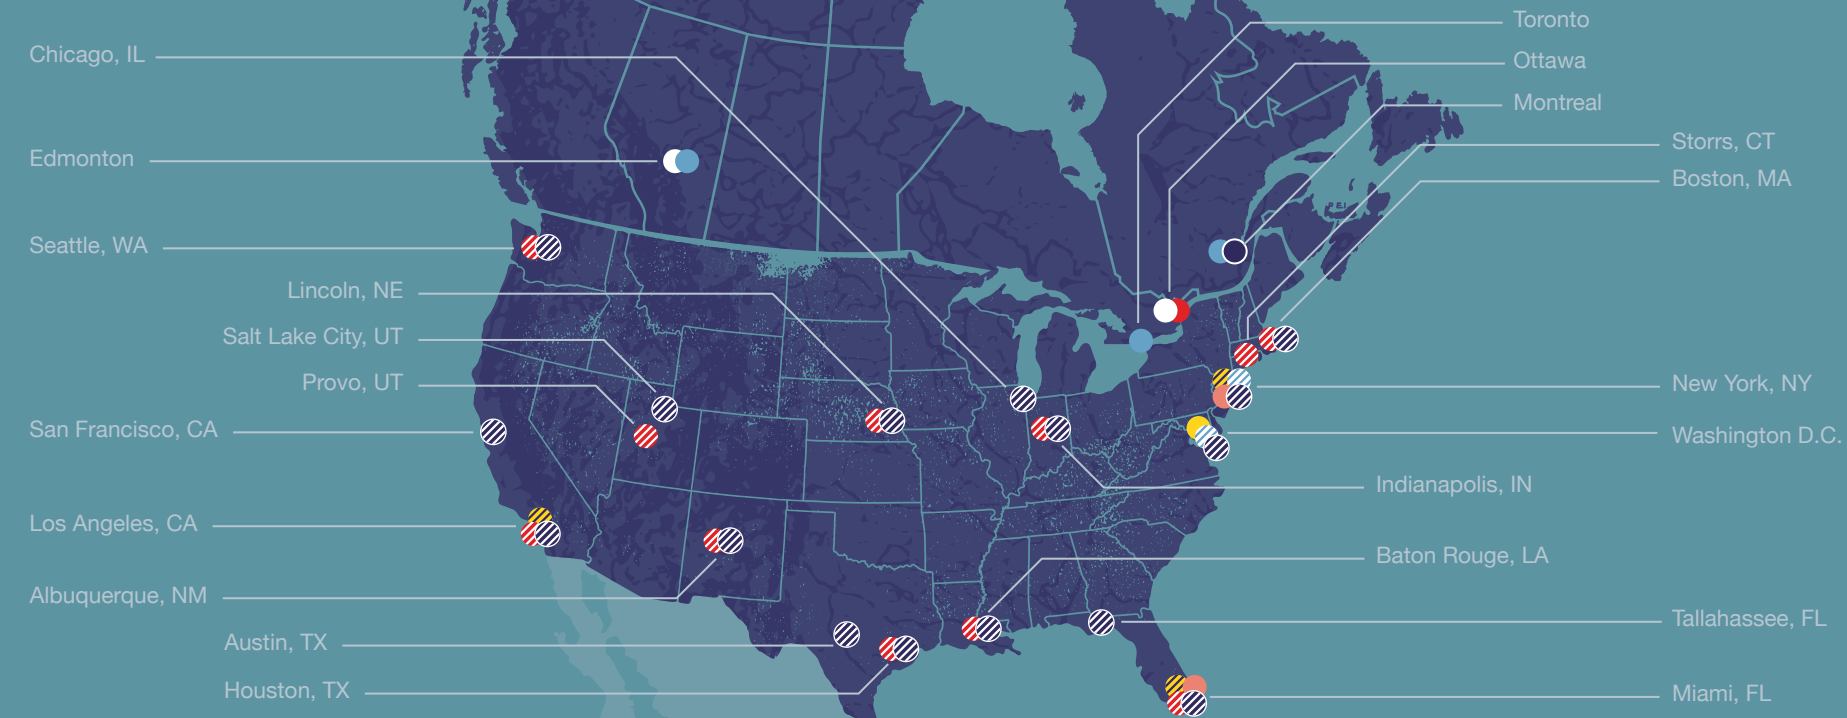 Chicago, IL
Edmonton
Seattle, WA
Lincoln, NE
Salt Lake City, UT
Provo, UT
San Francisco, CA
Los Angeles, CA
Albuquerque, NM
Austin, TX
Houston, TX
Toronto
Ottawa
Montreal
Storrs, CT
Boston, MA
P.E.I.
New York, NY
Washington D.C.
Indianapolis, IN
Baton Rouge, LA
Tallahassee, FL
Miami, FL